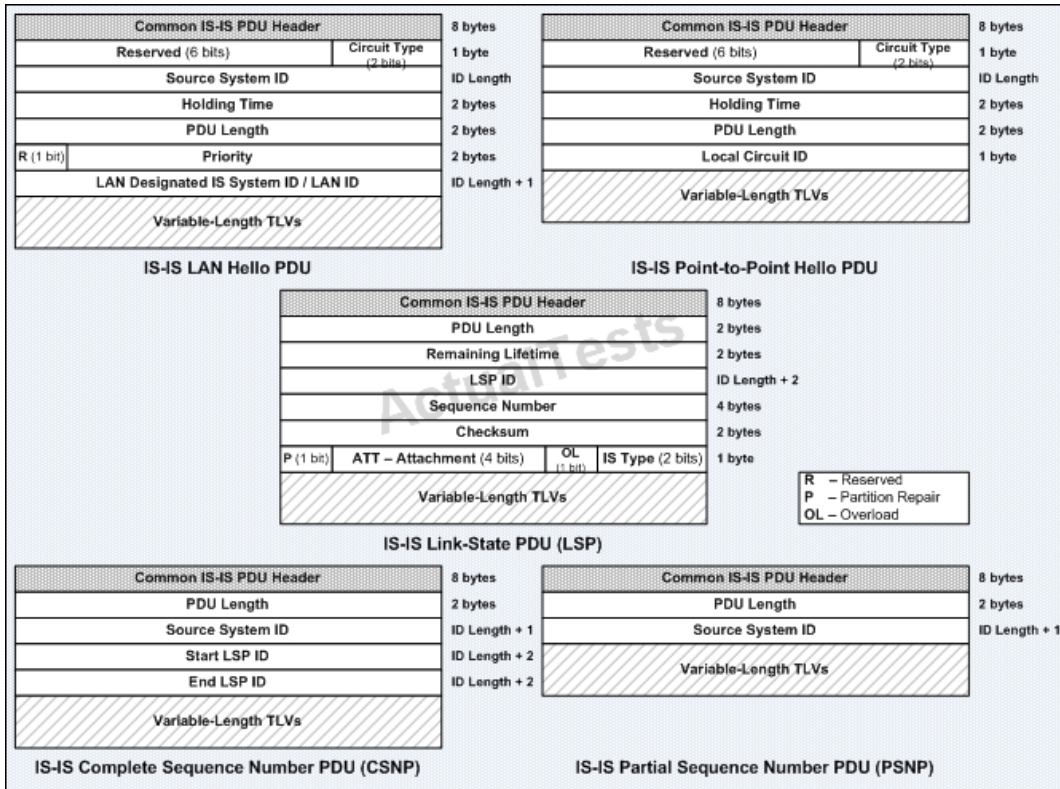 Common IS-IS PDU Header 8 bytes
Reserved (6 bits) Circuit Type (2 bits) 1 byte
Source System ID ID Length
Holding Time 2 bytes
PDU Length 2 bytes
R (1 bit) Priority 2 bytes
LAN Designated IS System ID / LAN ID ID Length + 1
Variable-Length TLVs
IS-IS LAN Hello PDU
Common IS-IS PDU Header 8 bytes
Reserved (6 bits) Circuit Type (2 bits) 1 byte
Source System ID ID Length
Holding Time 2 bytes
PDU Length 2 bytes
Local Circuit ID 1 byte
Variable-Length TLVs
IS-IS Point-to-Point Hello PDU
Common IS-IS PDU Header 8 bytes
PDU Length 2 bytes
Remaining Lifetime 2 bytes
LSP ID ID Length + 2
Sequence Number 4 bytes
Checksum 2 bytes
P (1 bit) ATT – Attachment (4 bits) OL (1 bit) IS Type (2 bits) 1 byte
Variable-Length TLVs
IS-IS Link-State PDU (LSP)
ActualTests
R – Reserved
P – Partition Repair
OL – Overload
Common IS-IS PDU Header 8 bytes
PDU Length 2 bytes
Source System ID ID Length + 1
Start LSP ID ID Length + 2
End LSP ID ID Length + 2
Variable-Length TLVs
IS-IS Complete Sequence Number PDU (CSNP)
Common IS-IS PDU Header 8 bytes
PDU Length 2 bytes
Source System ID ID Length + 1
Variable-Length TLVs
IS-IS Partial Sequence Number PDU (PSNP)